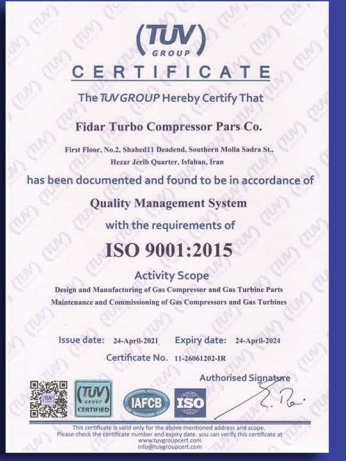 (TUV)
GROUP
CERTIFICATE
The TUV GROUP Hereby Certify That
Fidar Turbo Compressor Pars Co.
First Floor, No.2, Shahed11 Deadend, Southern Molla Sadra St.,
Hezar Jerib Quarter, Isfahan, Iran
has been documented and found to be in accordance of
Quality Management System
with the requirements of
ISO 9001:2015
Activity Scope
Design and Manufacturing of Gas Compressor and Gas Turbine Parts
Maintenance and Commissioning of Gas Compressors and Gas Turbines
Issue date: 24-April-2021 Expiry date: 24-April-2024
Certificate No. 11-26061202-IR
Authorised Signature
(TUV)
GROUP
CERTIFIED
IAFCB
ISO
This certificate is valid only for the above mentioned address and scope.
Please check the certificate number and expiry date. you can verify this certificate at
www.tuvgroupcert.com
info@tuvgroupcert.com